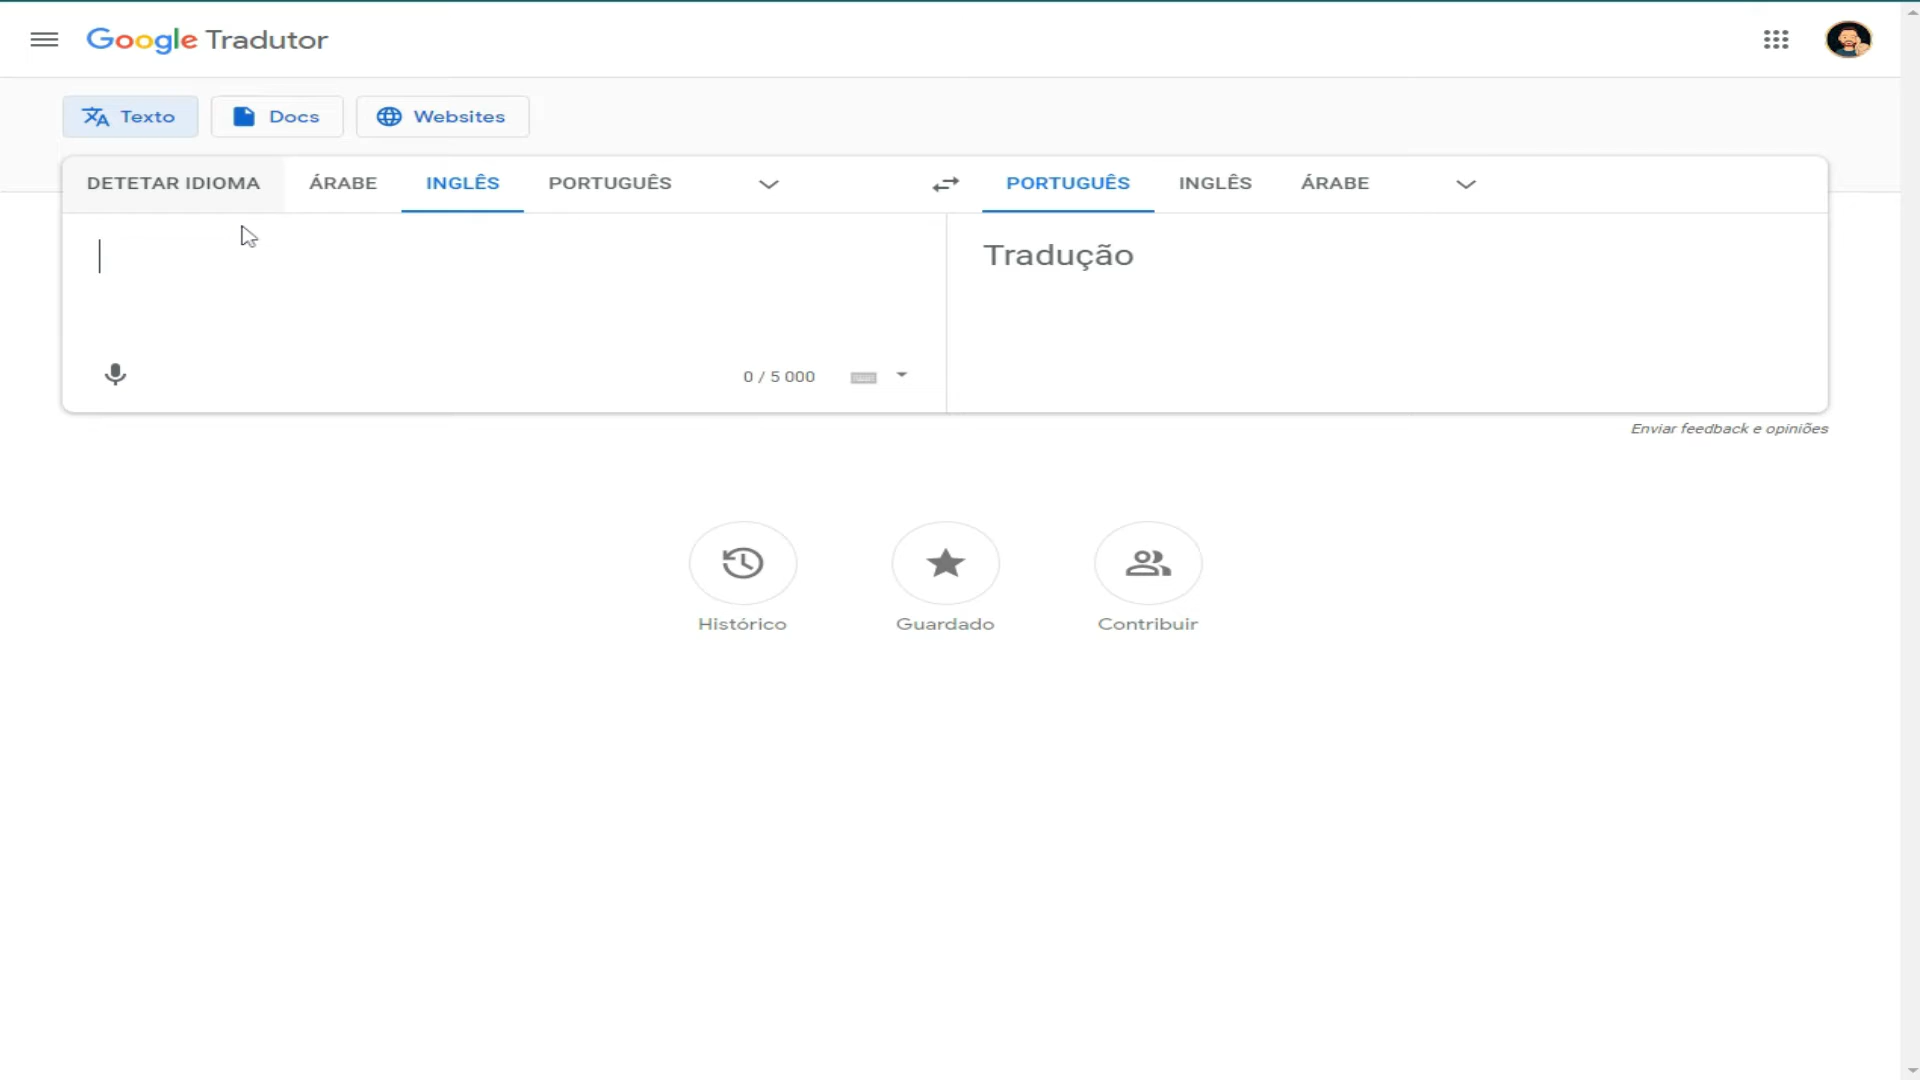 Google Tradutor
Texto
Docs
Websites
DETETAR IDIOMA
ÁRABE
INGLÊS
PORTUGUÊS
PORTUGUÊS
INGLÊS
ÁRABE
Tradução
0 / 5 000
Enviar feedback e opiniões
Histórico
Guardado
Contribuir